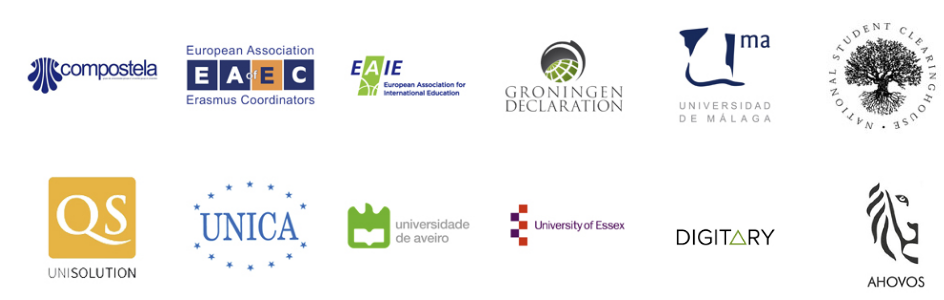 compostela
European Association
EAofEC
Erasmus Coordinators
EAIE
European Association for
International Education
GRONINGEN
DECLARATION
uma
UNIVERSIDAD
DE MÁLAGA
NATIONAL STUDENT CLEARINGHOUSE
QS
UNISOLUTION
UNICA
universidade
de aveiro
University of Essex
DIGITARY
AHOVOS